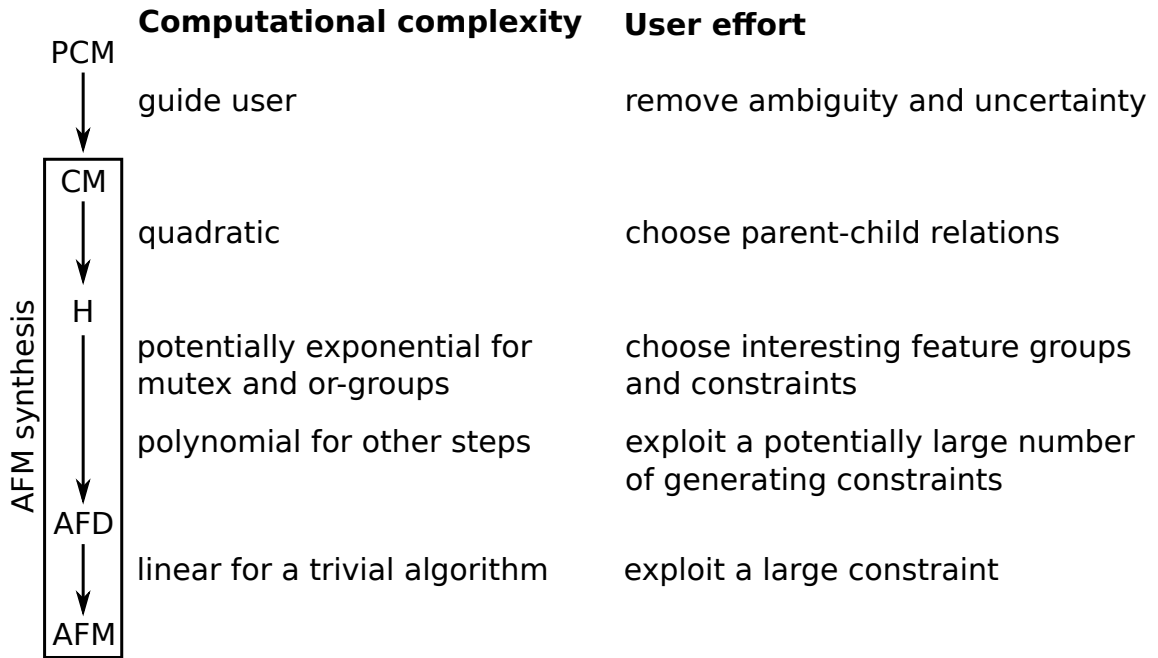 Computational complexity
User effort
PCM
guide user
remove ambiguity and uncertainty
CM
quadratic
choose parent-child relations
H
AFM synthesis
potentially exponential for
mutex and or-groups
choose interesting feature groups
and constraints
polynomial for other steps
exploit a potentially large number
of generating constraints
AFD
linear for a trivial algorithm
exploit a large constraint
AFM